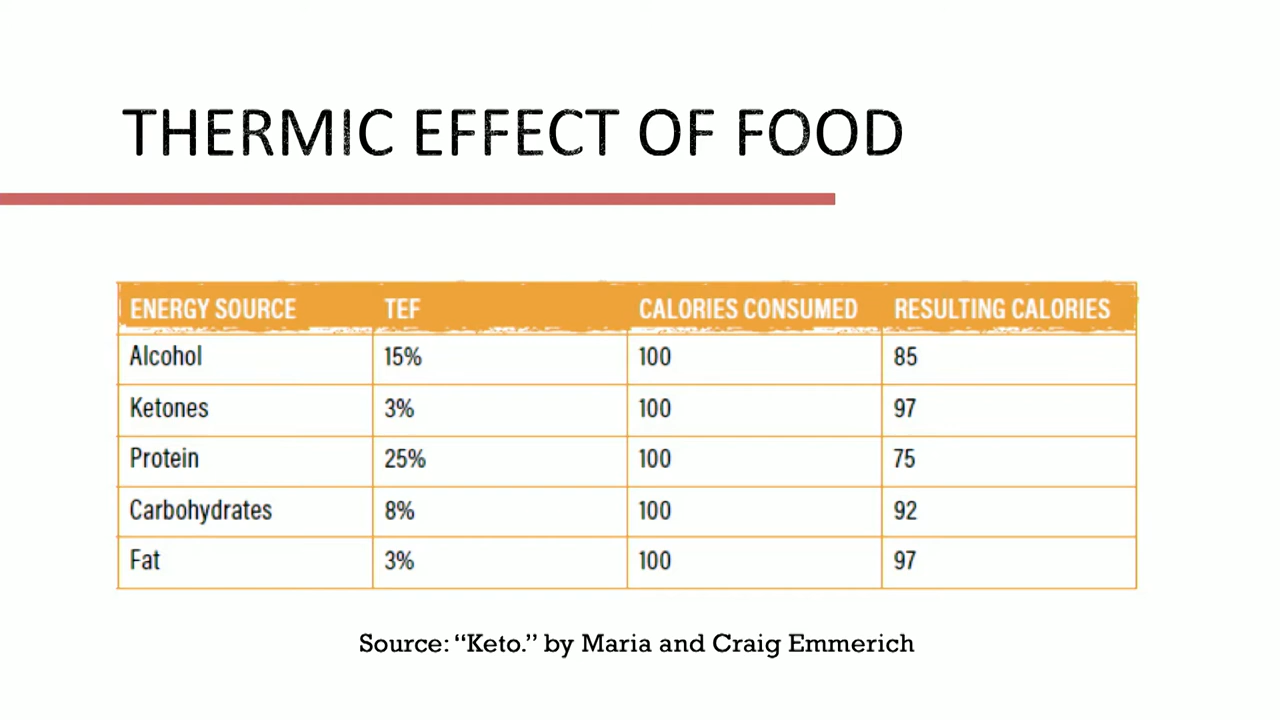 THERMIC EFFECT OF FOOD
ENERGY SOURCE TEF CALORIES CONSUMED RESULTING CALORIES
Alcohol 15% 100 85
Ketones 3% 100 97
Protein 25% 100 75
Carbohydrates 8% 100 92
Fat 3% 100 97
Source: “Keto.” by Maria and Craig Emmerich